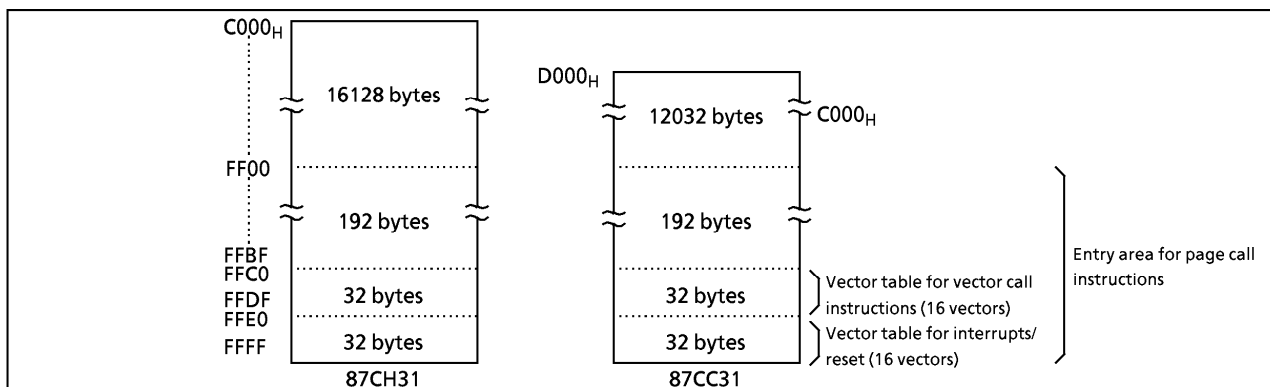 C000H
16128 bytes
D000H
12032 bytes
C000H
FF00
192 bytes
192 bytes
FFBF
FFC0
Entry area for page call
instructions
32 bytes
32 bytes
Vector table for vector call
instructions (16 vectors)
FFDF
FFE0
32 bytes
32 bytes
Vector table for interrupts/
reset (16 vectors)
FFFF
87CH31
87CC31